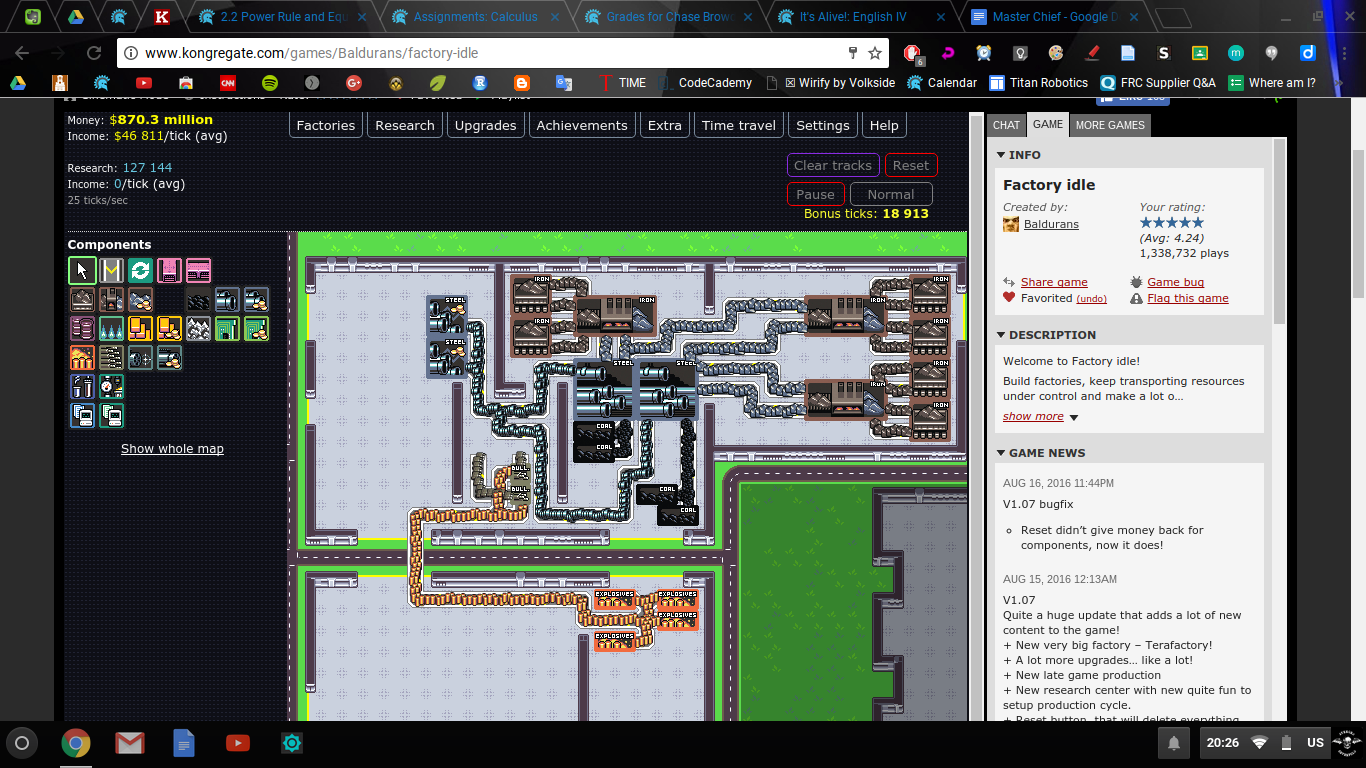 2.2 Power Rule and Equ
Assignments: Calculus
Grades for Chase Brow
It's Alive!: English IV
Master Chief - Google D
www.kongregate.com/games/Baldurans/factory-idle
6
CNN
TIME
CodeCademy
Wirify by Volkside
Calendar
Titan Robotics
FRC Supplier Q&A
Where am I?
Money: $870.3 million
Income: $46 811/tick (avg)
Research: 127 144
Income: 0/tick (avg)
25 ticks/sec
Factories
Research
Upgrades
Achievements
Extra
Time travel
Settings
Help
Clear tracks
Reset
Pause
Normal
Bonus ticks: 18 913
Components
Show whole map
STEEL
STEEL
IRON
IRON
IRON
STEEL
STEEL
IRON
IRON
IRON
IRON
IRON
IRON
COAL
COAL
COAL
COAL
BULL
BULL
EXPLOSIVES
EXPLOSIVES
EXPLOSIVES
EXPLOSIVES
CHAT
GAME
MORE GAMES
INFO
Factory idle
Created by:
Baldurans
Your rating:
(Avg: 4.24)
1,338,732 plays
Share game
Game bug
Favorited (undo)
Flag this game
DESCRIPTION
Welcome to Factory idle!
Build factories, keep transporting resources
under control and make a lot o…
show more
GAME NEWS
AUG 16, 2016 11:44PM
V1.07 bugfix
Reset didn't give money back for
components, now it does!
AUG 15, 2016 12:13AM
V1.07
Quite a huge update that adds a lot of new
content to the game!
+ New very big factory – Terafactory!
+ A lot more upgrades… like a lot!
+ New late game production
+ New research center with new quite fun to
setup production cycle.
+ Reset button, that will delete everything
20:26
US